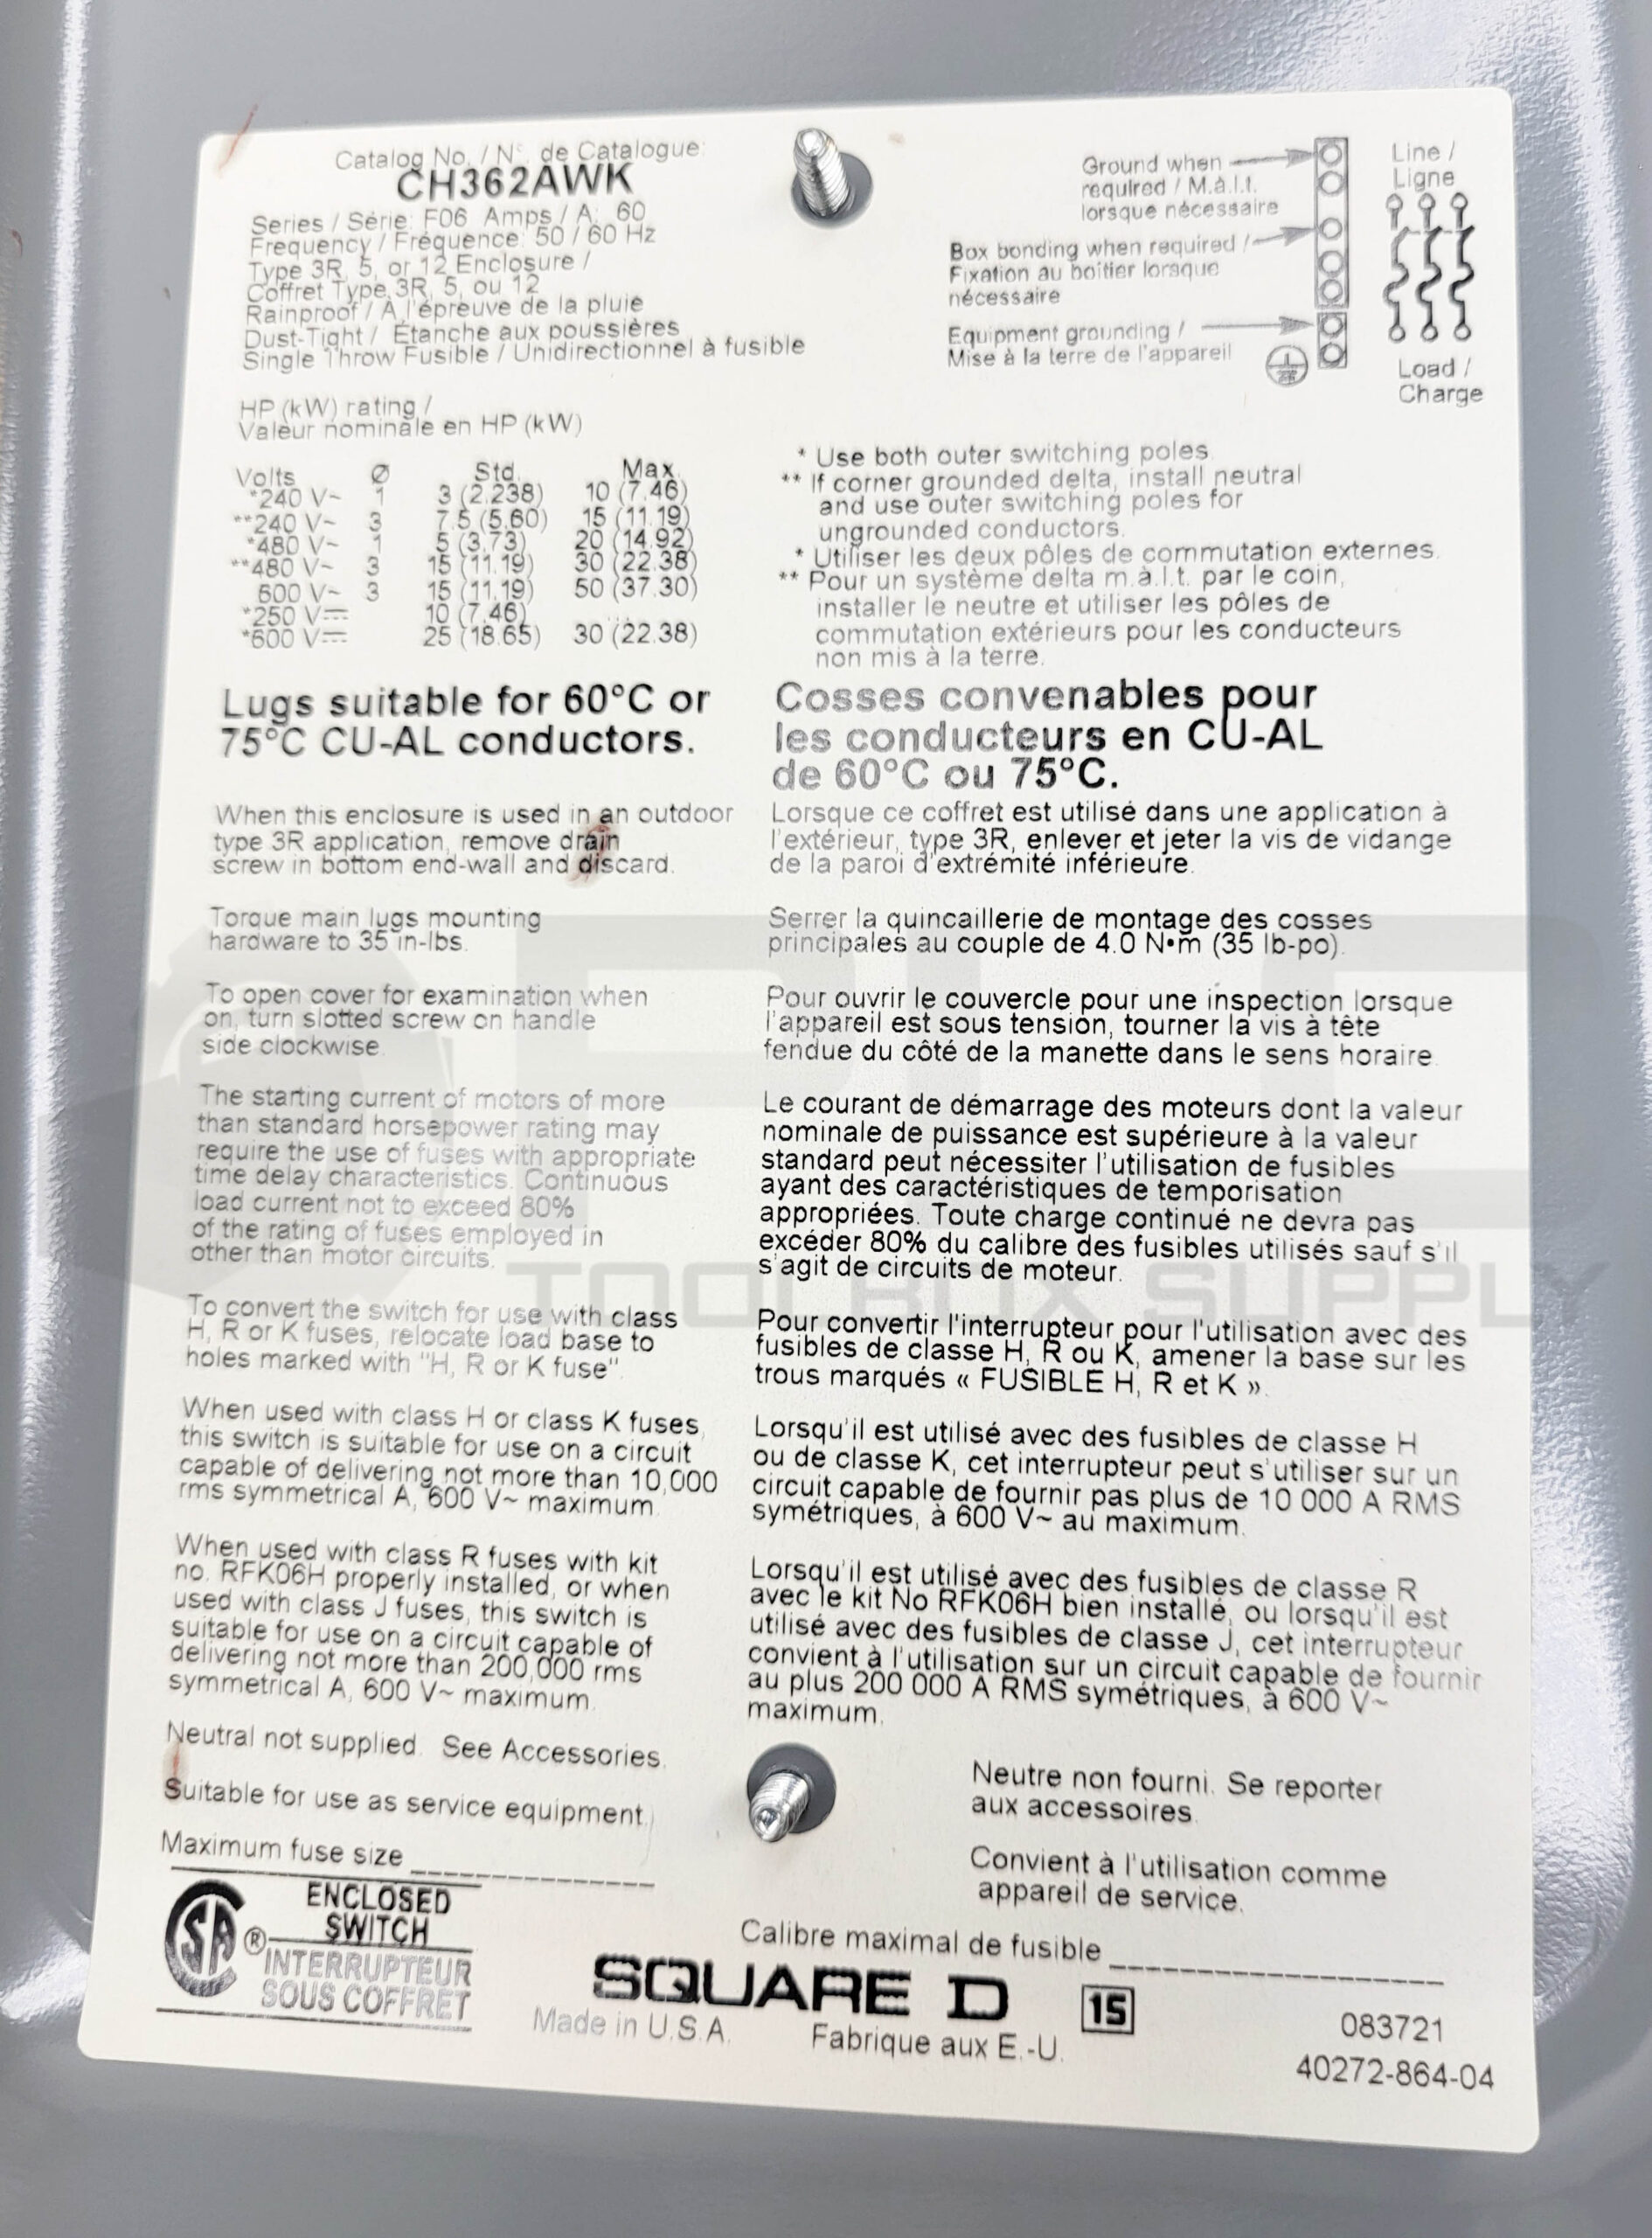 Catalog No. / N°. de Catalogue:
CH362AWK
Series / Série: F06 Amps / A: 60
Frequency / Fréquence: 50 / 60 Hz
Type 3R, 5, or 12 Enclosure /
Coffret Type 3R, 5, ou 12
Rainproof / À l'épreuve de la pluie
Dust-Tight / Étanche aux poussières
Single Throw Fusible / Unidirectionnel à fusible
Ground when
required / M.à.l.t.
lorsque nécessaire
Box bonding when required /
Fixation au boîtier lorsque
nécessaire
Equipment grounding /
Mise à la terre de l'appareil
Line /
Ligne
Load /
Charge
HP (kW) rating /
Valeur nominale en HP (kW)
Volts Ø Std. Max.
*240 V~ 1 3 (2.238) 10 (7.46)
**240 V~ 3 7.5 (5.60) 15 (11.19)
*480 V~ 1 5 (3.73) 20 (14.92)
**480 V~ 3 15 (11.19) 30 (22.38)
600 V~ 3 15 (11.19) 50 (37.30)
*250 V⎓ 10 (7.46)
*600 V⎓ 25 (18.65) 30 (22.38)
* Use both outer switching poles.
** If corner grounded delta, install neutral
and use outer switching poles for
ungrounded conductors.
* Utiliser les deux pôles de commutation externes.
** Pour un système delta m.à.l.t. par le coin,
installer le neutre et utiliser les pôles de
commutation extérieurs pour les conducteurs
non mis à la terre.
Lugs suitable for 60°C or
75°C CU-AL conductors.
Cosses convenables pour
les conducteurs en CU-AL
de 60°C ou 75°C.
When this enclosure is used in an outdoor
type 3R application, remove drain
screw in bottom end-wall and discard.
Lorsque ce coffret est utilisé dans une application à
l'extérieur, type 3R, enlever et jeter la vis de vidange
de la paroi d'extrémité inférieure.
Torque main lugs mounting
hardware to 35 in-lbs.
Serrer la quincaillerie de montage des cosses
principales au couple de 4.0 N•m (35 lb-po).
To open cover for examination when
on, turn slotted screw on handle
side clockwise.
Pour ouvrir le couvercle pour une inspection lorsque
l'appareil est sous tension, tourner la vis à tête
fendue du côté de la manette dans le sens horaire.
The starting current of motors of more
than standard horsepower rating may
require the use of fuses with appropriate
time delay characteristics. Continuous
load current not to exceed 80%
of the rating of fuses employed in
other than motor circuits.
Le courant de démarrage des moteurs dont la valeur
nominale de puissance est supérieure à la valeur
standard peut nécessiter l'utilisation de fusibles
ayant des caractéristiques de temporisation
appropriées. Toute charge continué ne devra pas
excéder 80% du calibre des fusibles utilisés sauf s'il
s'agit de circuits de moteur.
PLC
TOOLBOX SUPPLY
To convert the switch for use with class
H, R or K fuses, relocate load base to
holes marked with "H, R or K fuse".
Pour convertir l'interrupteur pour l'utilisation avec des
fusibles de classe H, R ou K, amener la base sur les
trous marqués « FUSIBLE H, R et K ».
When used with class H or class K fuses,
this switch is suitable for use on a circuit
capable of delivering not more than 10,000
rms symmetrical A, 600 V~ maximum.
Lorsqu'il est utilisé avec des fusibles de classe H
ou de classe K, cet interrupteur peut s'utiliser sur un
circuit capable de fournir pas plus de 10 000 A RMS
symétriques, à 600 V~ au maximum.
When used with class R fuses with kit
no. RFK06H properly installed, or when
used with class J fuses, this switch is
suitable for use on a circuit capable of
delivering not more than 200,000 rms
symmetrical A, 600 V~ maximum.
Lorsqu'il est utilisé avec des fusibles de classe R
avec le kit No RFK06H bien installé, ou lorsqu'il est
utilisé avec des fusibles de classe J, cet interrupteur
convient à l'utilisation sur un circuit capable de fournir
au plus 200 000 A RMS symétriques, à 600 V~
maximum.
Neutral not supplied. See Accessories.
Suitable for use as service equipment.
Maximum fuse size
Neutre non fourni. Se reporter
aux accessoires.
Convient à l'utilisation comme
appareil de service.
Calibre maximal de fusible
SA ®
ENCLOSED
SWITCH
INTERRUPTEUR
SOUS COFFRET
SQUARE D
15
Made in U.S.A. Fabrique aux E.-U.
083721
40272-864-04